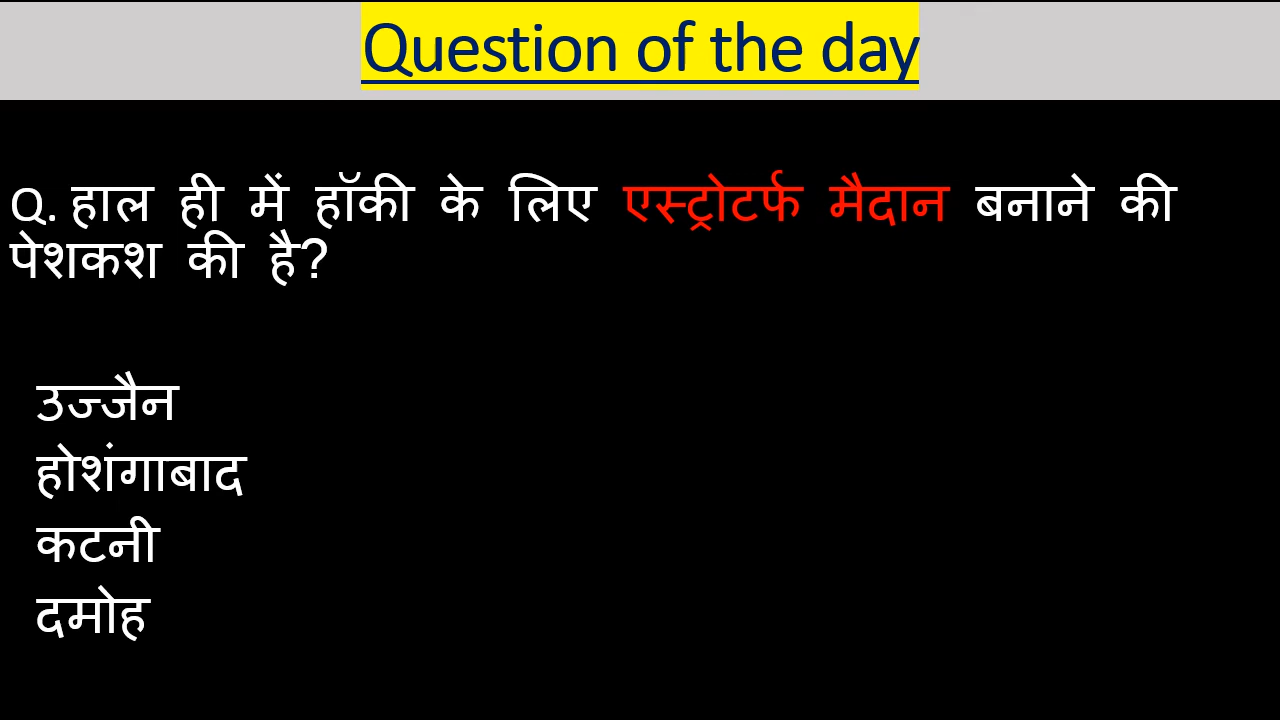 Question of the day
Q. हाल ही में हॉकी के लिए एस्ट्रोटर्फ मैदान बनाने की
पेशकश की है?
उज्जैन
होशंगाबाद
कटनी
दमोह